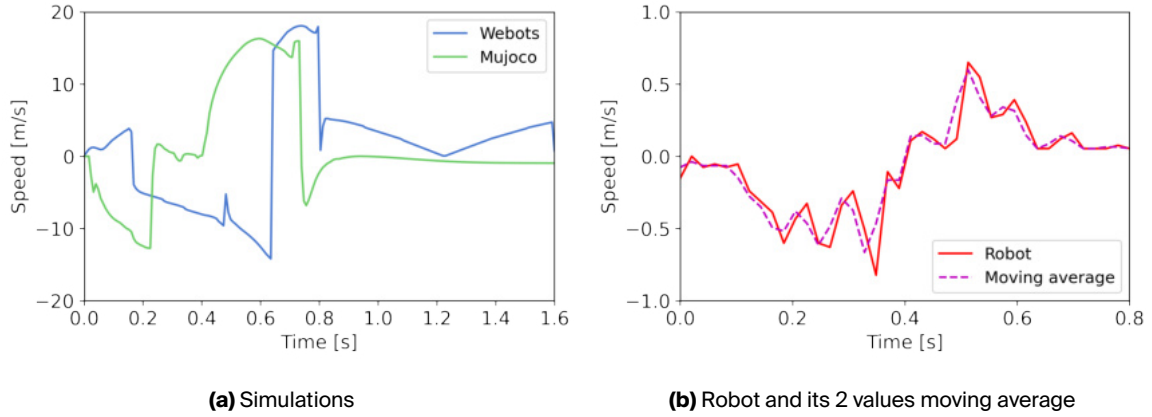 20
10
0
−10
−20
Speed [m/s]
0.0 0.2 0.4 0.6 0.8 1.0 1.2 1.4 1.6
Time [s]
Webots
Mujoco
(a) Simulations
1.0
0.5
0.0
−0.5
−1.0
Speed [m/s]
0.0 0.2 0.4 0.6 0.8
Time [s]
Robot
Moving average
(b) Robot and its 2 values moving average